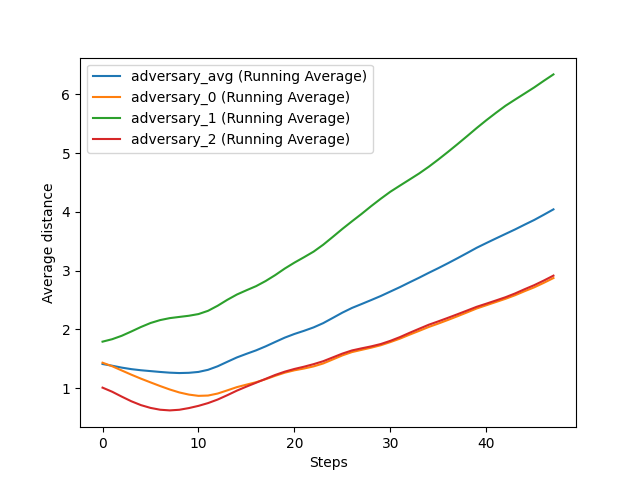 adversary_avg (Running Average)
adversary_0 (Running Average)
adversary_1 (Running Average)
adversary_2 (Running Average)
Average distance
6
5
4
3
2
1
0 10 20 30 40
Steps